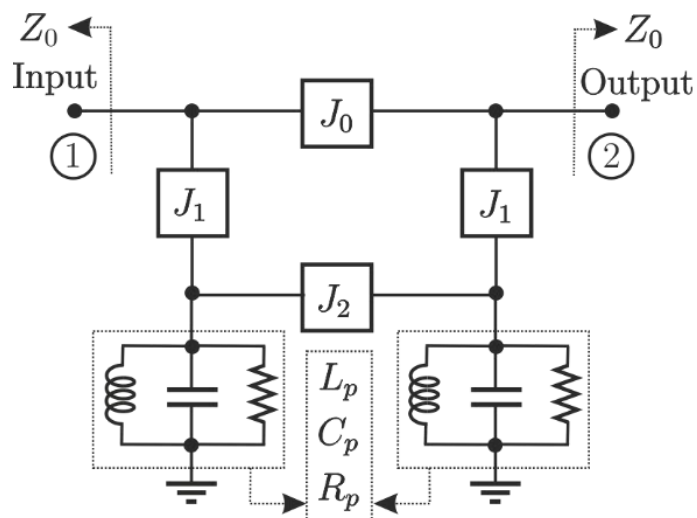 Z₀ Z₀
Input Output
J₀
① ②
J₁ J₁
J₂
Lₚ
Cₚ
Rₚ